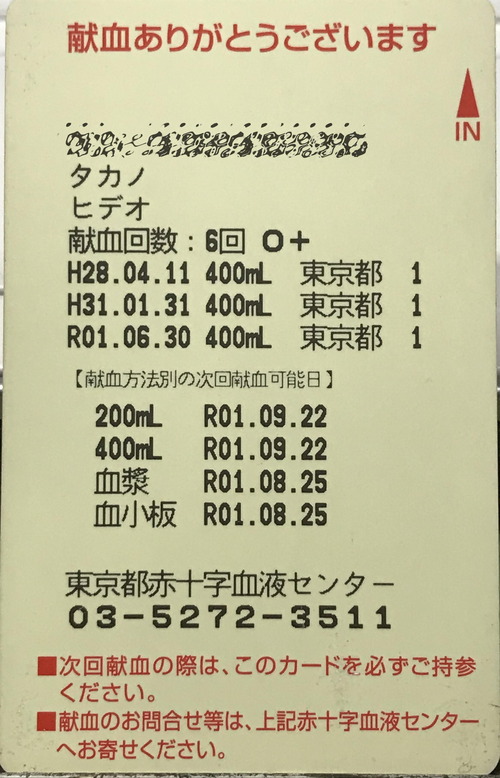 献血ありがとうございます
IN
タカノ
ヒデオ
献血回数：6回 O+
H28.04.11 400mL 東京都 1
H31.01.31 400mL 東京都 1
R01.06.30 400mL 東京都 1
【献血方法別の次回献血可能日】
200mL R01.09.22
400mL R01.09.22
血漿 R01.08.25
血小板 R01.08.25
東京都赤十字血液センター
03-5272-3511
■次回献血の際は、このカードを必ずご持参
ください。
■献血のお問合せ等は、上記赤十字血液センター
へお寄せください。